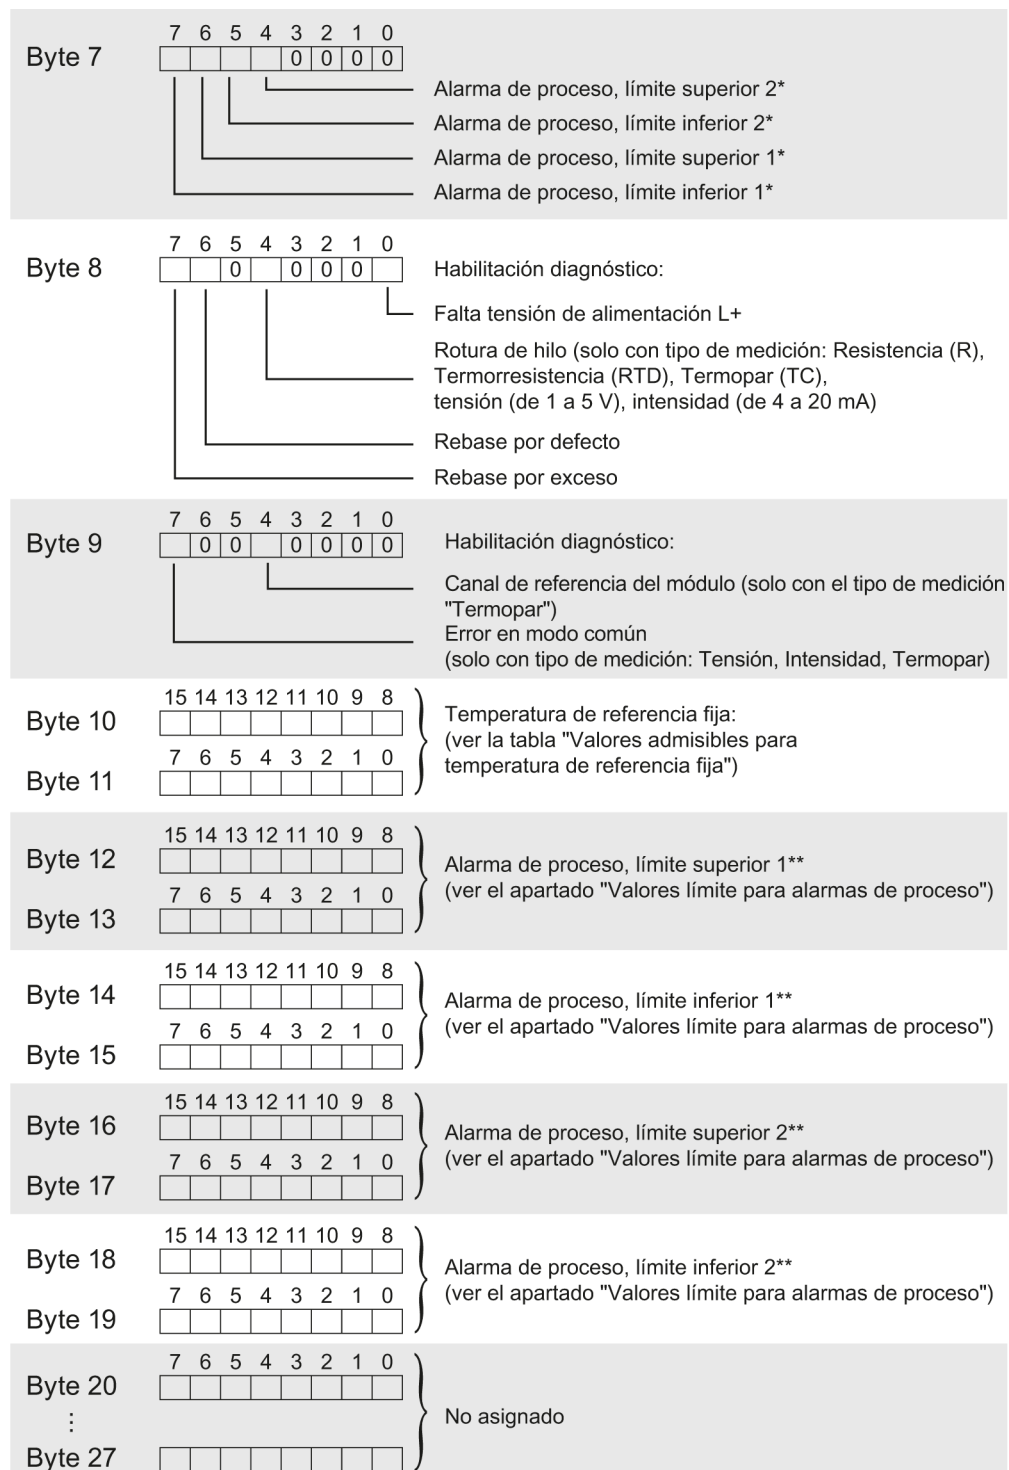 7 6 5 4 3 2 1 0
Byte 7
0 0 0 0
Alarma de proceso, límite superior 2*
Alarma de proceso, límite inferior 2*
Alarma de proceso, límite superior 1*
Alarma de proceso, límite inferior 1*
7 6 5 4 3 2 1 0
Byte 8
0 0 0 0
Habilitación diagnóstico:
Falta tensión de alimentación L+
Rotura de hilo (solo con tipo de medición: Resistencia (R),
Termorresistencia (RTD), Termopar (TC),
tensión (de 1 a 5 V), intensidad (de 4 a 20 mA)
Rebase por defecto
Rebase por exceso
7 6 5 4 3 2 1 0
Byte 9
0 0 0 0 0 0
Habilitación diagnóstico:
Canal de referencia del módulo (solo con el tipo de medición
"Termopar")
Error en modo común
(solo con tipo de medición: Tensión, Intensidad, Termopar)
15 14 13 12 11 10 9 8
Byte 10
7 6 5 4 3 2 1 0
Byte 11
Temperatura de referencia fija:
(ver la tabla "Valores admisibles para
temperatura de referencia fija")
15 14 13 12 11 10 9 8
Byte 12
7 6 5 4 3 2 1 0
Byte 13
Alarma de proceso, límite superior 1**
(ver el apartado "Valores límite para alarmas de proceso")
15 14 13 12 11 10 9 8
Byte 14
7 6 5 4 3 2 1 0
Byte 15
Alarma de proceso, límite inferior 1**
(ver el apartado "Valores límite para alarmas de proceso")
15 14 13 12 11 10 9 8
Byte 16
7 6 5 4 3 2 1 0
Byte 17
Alarma de proceso, límite superior 2**
(ver el apartado "Valores límite para alarmas de proceso")
15 14 13 12 11 10 9 8
Byte 18
7 6 5 4 3 2 1 0
Byte 19
Alarma de proceso, límite inferior 2**
(ver el apartado "Valores límite para alarmas de proceso")
7 6 5 4 3 2 1 0
Byte 20
⋮
Byte 27
No asignado